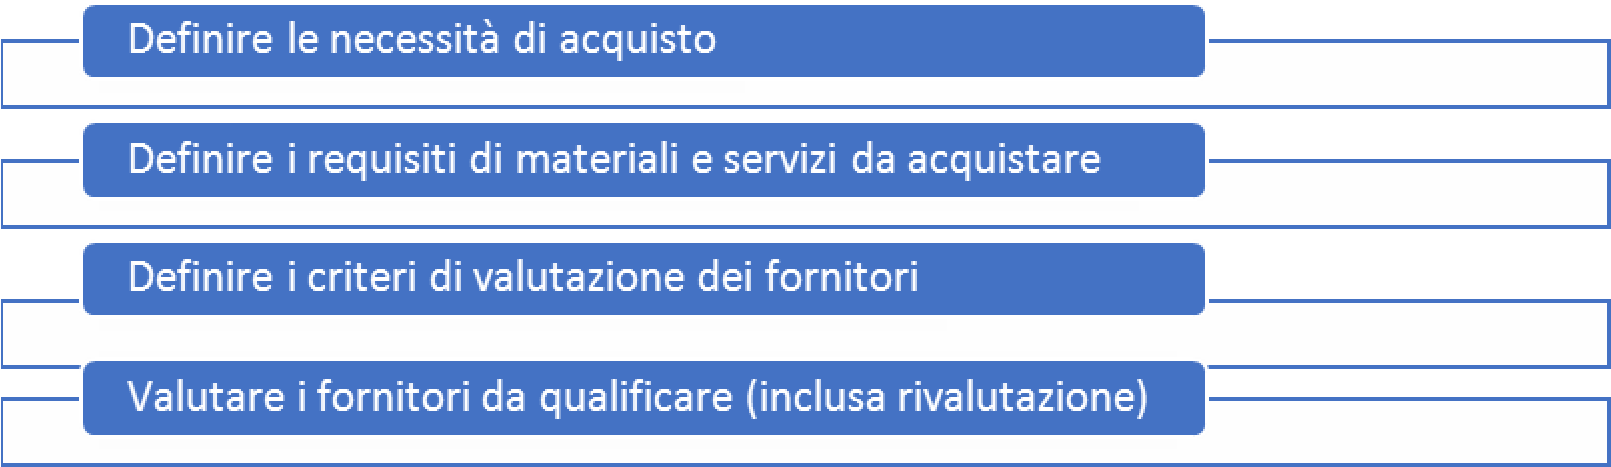 Definire le necessità di acquisto
Definire i requisiti di materiali e servizi da acquistare
Definire i criteri di valutazione dei fornitori
Valutare i fornitori da qualificare (inclusa rivalutazione)